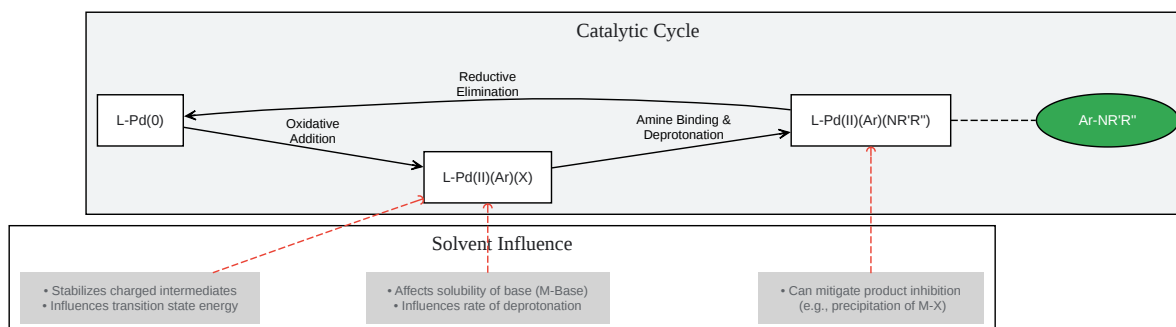 Catalytic Cycle
Reductive
Elimination
L-Pd(0)
Oxidative
Addition
Amine Binding &
Deprotonation
L-Pd(II)(Ar)(NR'R")
Ar-NR'R"
L-Pd(II)(Ar)(X)
Solvent Influence
• Stabilizes charged intermediates
• Influences transition state energy
• Affects solubility of base (M-Base)
• Influences rate of deprotonation
• Can mitigate product inhibition
(e.g., precipitation of M-X)